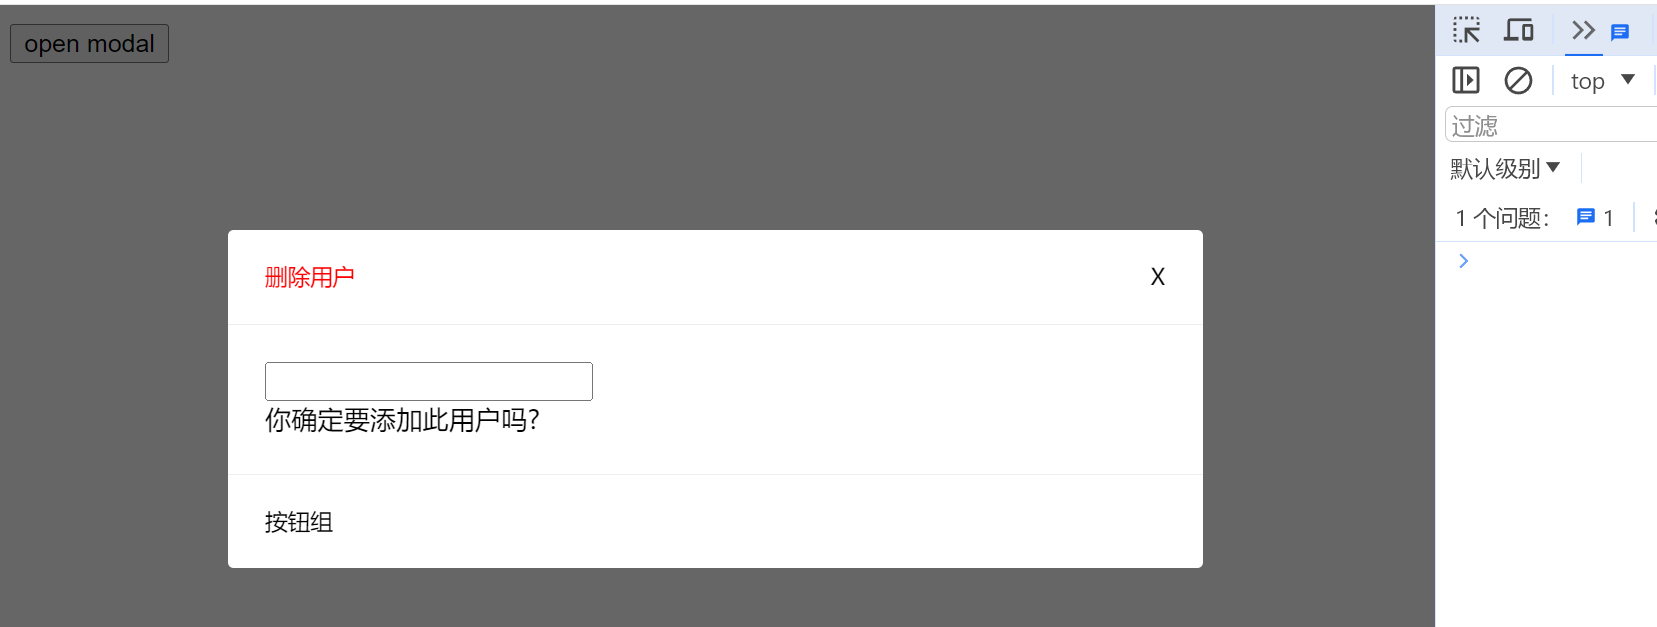 open modal
top
过滤
默认级别
1 个问题: 1
删除用户 X
你确定要添加此用户吗?
按钮组